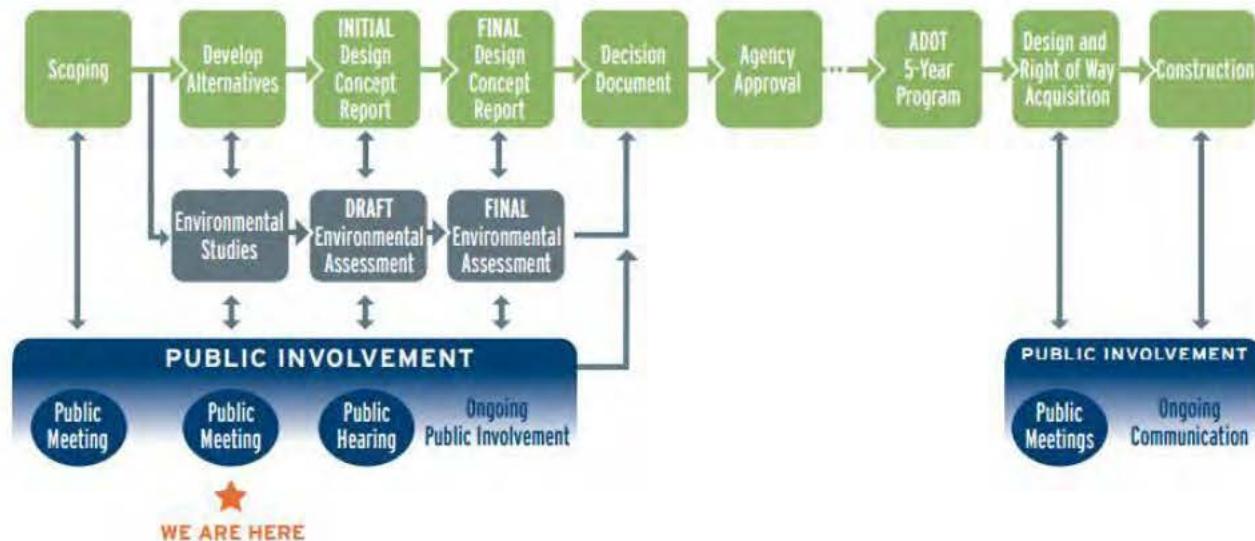 Scoping
Develop
Alternatives
INITIAL
Design
Concept
Report
FINAL
Design
Concept
Report
Decision
Document
Agency
Approval
...
ADOT
5-Year
Program
Design and
Right of Way
Acquisition
Construction
Environmental
Studies
DRAFT
Environmental
Assessment
FINAL
Environmental
Assessment
PUBLIC INVOLVEMENT
Public
Meeting
Public
Meeting
Public
Hearing
Ongoing
Public Involvement
PUBLIC INVOLVEMENT
Public
Meetings
Ongoing
Communication
WE ARE HERE